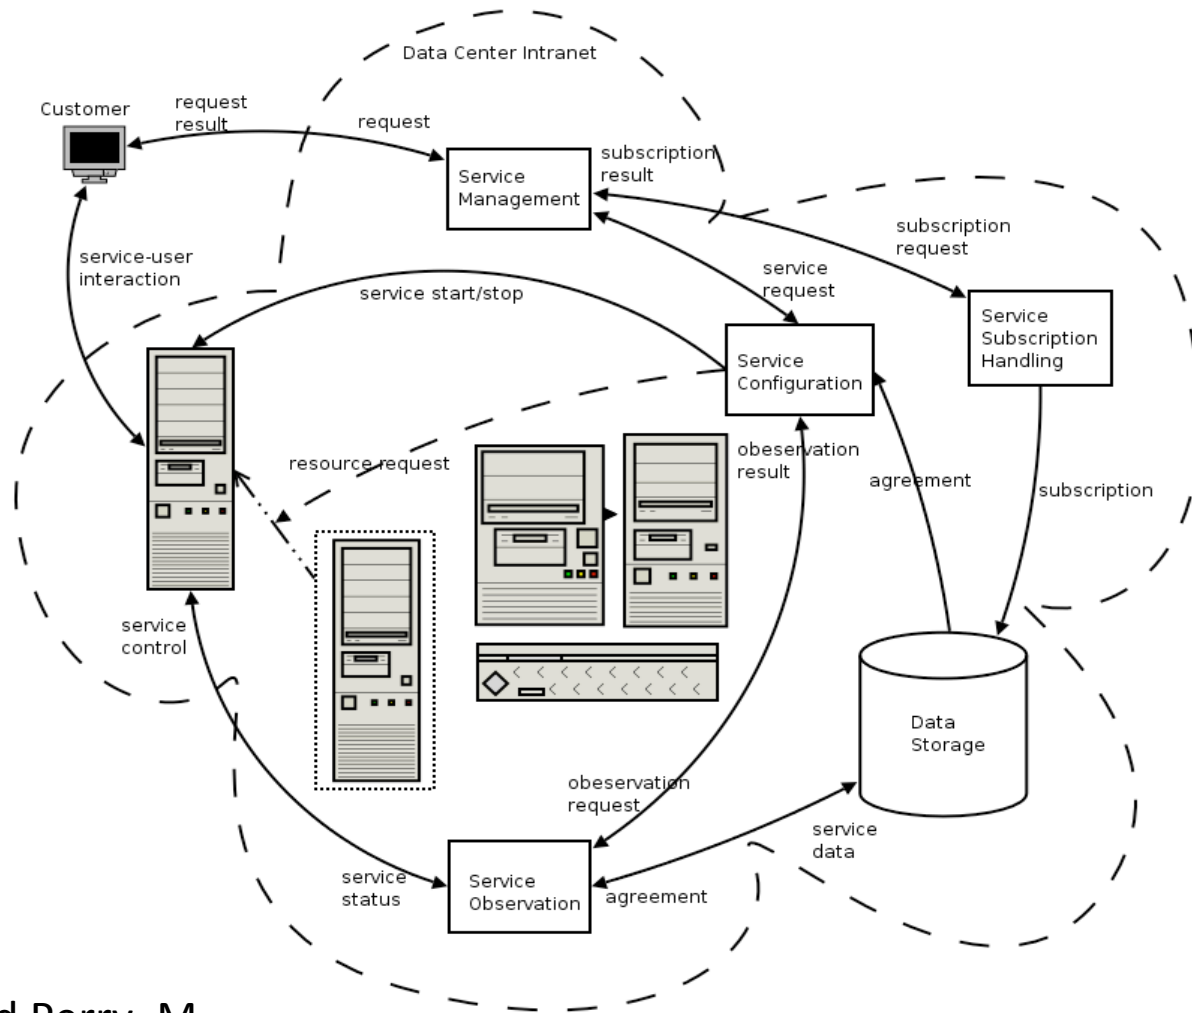 Data Center Intranet
Customer
request
result
request
subscription
result
Service
Management
subscription
request
service-user
interaction
service
request
service start/stop
Service
Subscription
Handling
Service
Configuration
resource request
obeservation
result
agreement
subscription
service
control
Data
Storage
obeservation
request
service
data
service
status
Service
Observation
agreement